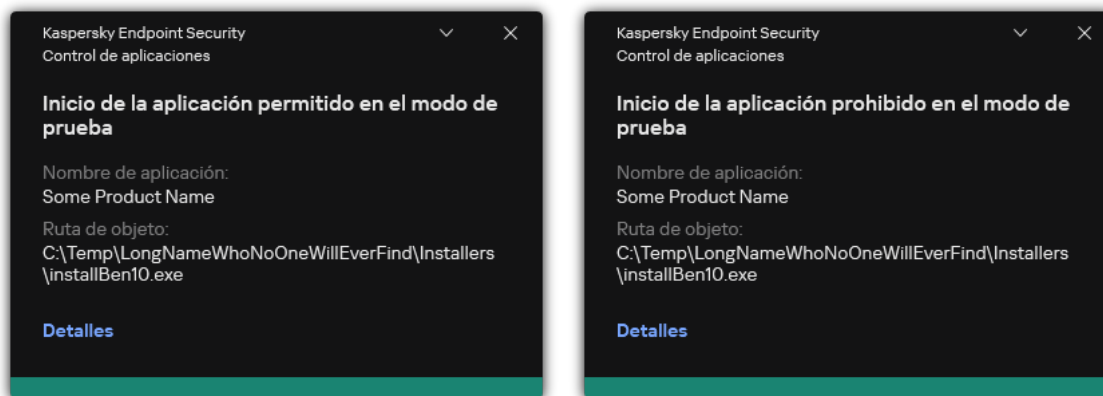 Kaspersky Endpoint Security
Control de aplicaciones
Inicio de la aplicación permitido en el modo de
prueba
Nombre de aplicación:
Some Product Name
Ruta de objeto:
C:\Temp\LongNameWhoNoOneWillEverFind\Installers
\installBen10.exe
Detalles
Kaspersky Endpoint Security
Control de aplicaciones
Inicio de la aplicación prohibido en el modo de
prueba
Nombre de aplicación:
Some Product Name
Ruta de objeto:
C:\Temp\LongNameWhoNoOneWillEverFind\Installers
\installBen10.exe
Detalles